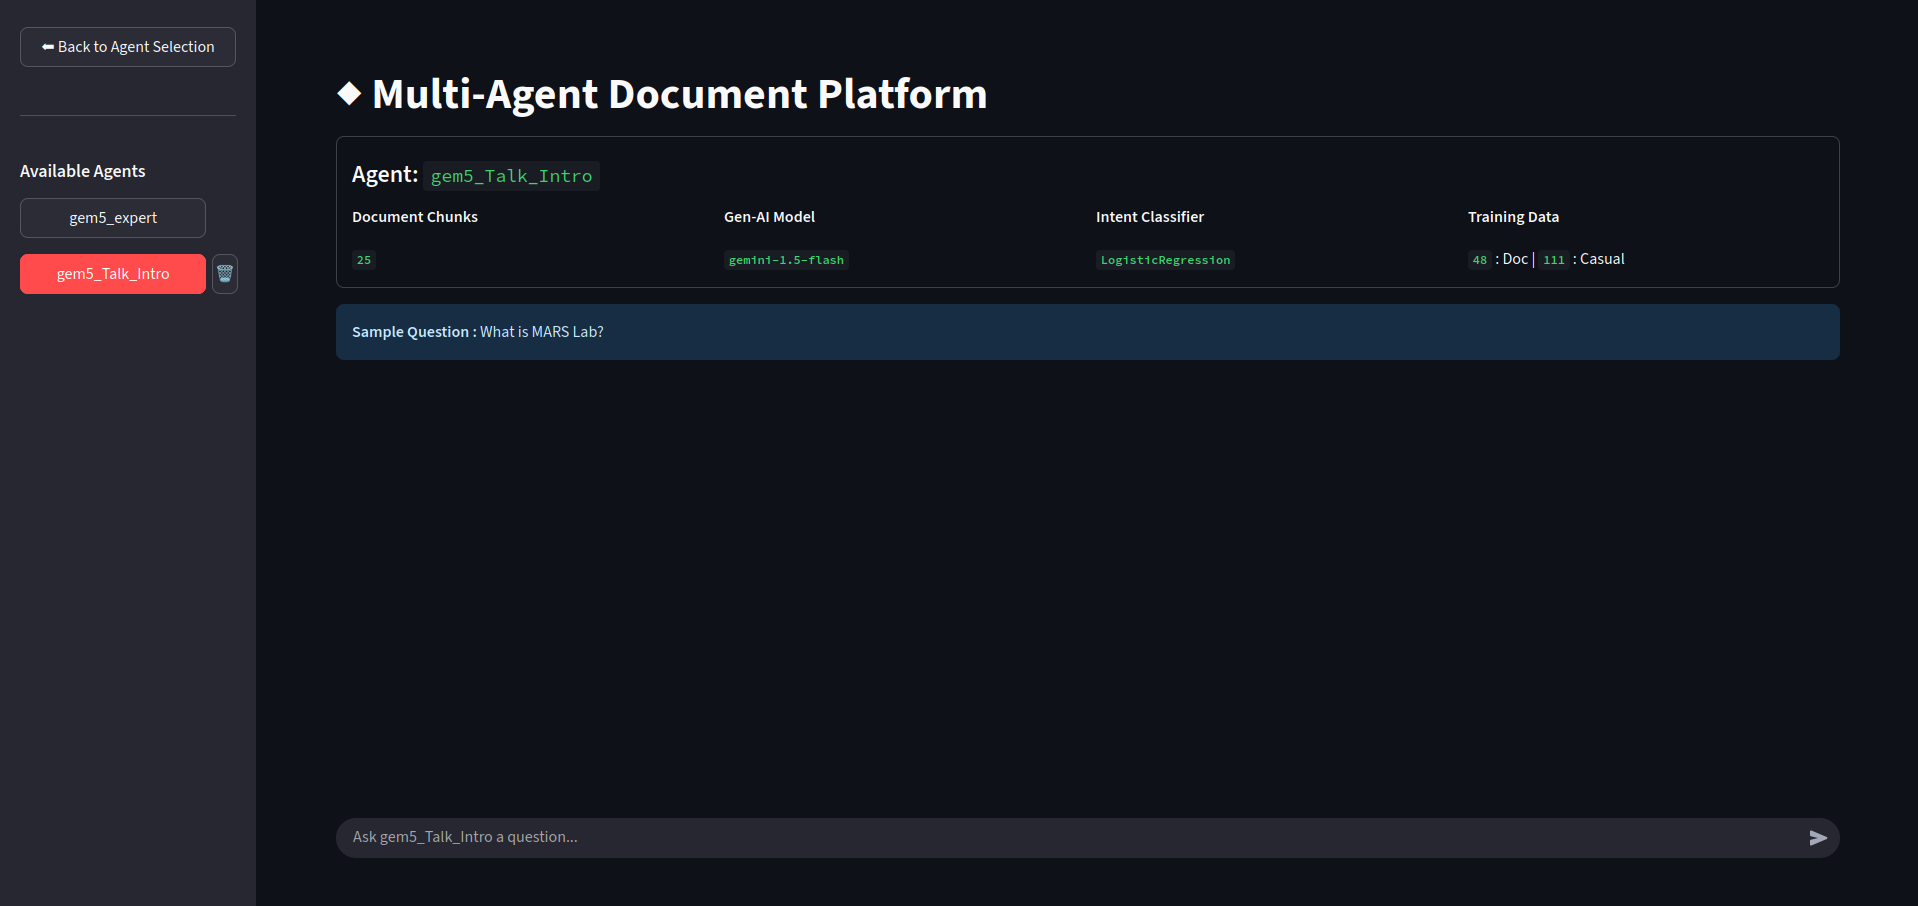 ⬅ Back to Agent Selection
Available Agents
gem5_expert
gem5_Talk_Intro
Multi-Agent Document Platform
Agent: gem5_Talk_Intro
Document Chunks Gen-AI Model Intent Classifier Training Data
25 gemini-1.5-flash LogisticRegression 48 : Doc | 111 : Casual
Sample Question : What is MARS Lab?
Ask gem5_Talk_Intro a question...